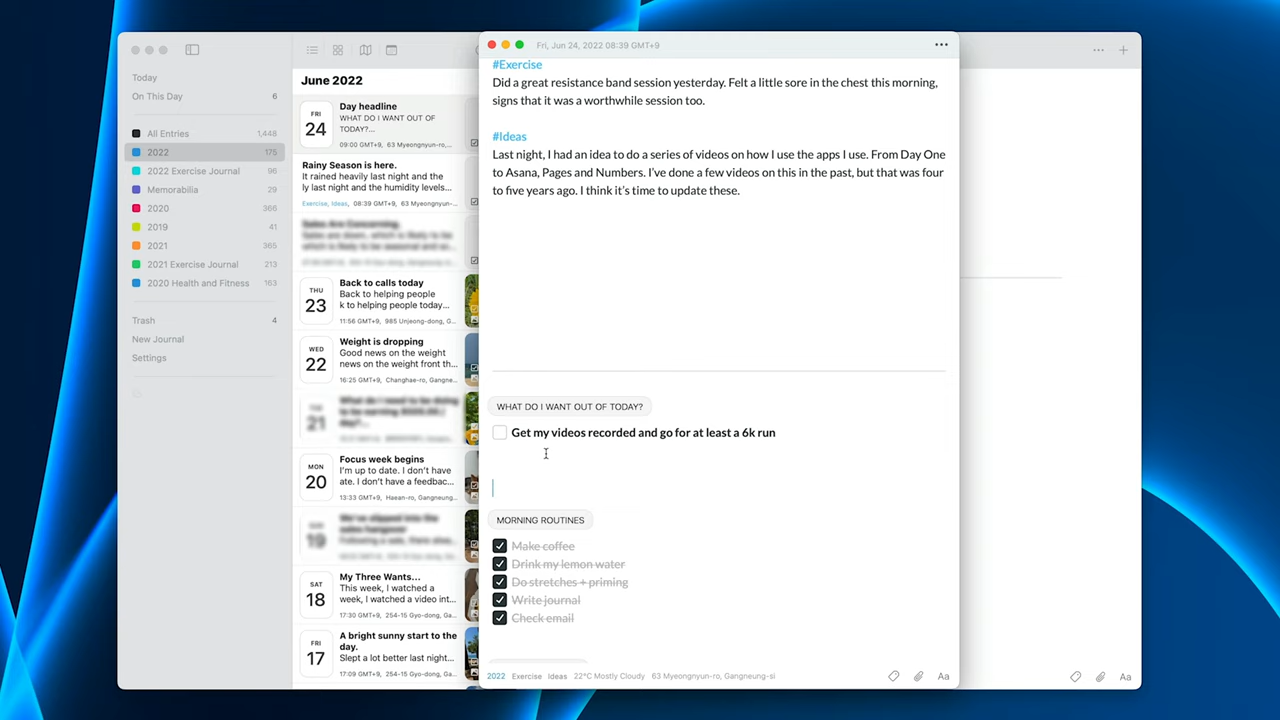 Today
On This Day 6
All Entries 1,448
2022 175
2022 Exercise Journal 96
Memorabilia 39
2020 366
2019 41
2021 365
2021 Exercise Journal 213
2020 Health and Fitness 163
Trash 4
New Journal
Settings
June 2022
FRI
24
Day headline
WHAT DO I WANT OUT OF
TODAY?...
09:00 GMT+9, 63 Myeongnyun-ro,...
Rainy Season is here.
It rained heavily last night and the
ly last night and the humidity levels...
Exercise, Ideas, 08:39 GMT+9, 63 Myeongnyun-...
THU
23
Back to calls today
Back to helping people
k to helping people today...
11:56 GMT+9, 985 Unjeong-dong, G...
WED
22
Weight is dropping
Good news on the weight
news on the weight front th...
16:25 GMT+9, Changhae-ro, Gangne...
21
MON
20
Focus week begins
I'm up to date. I don't have
ate. I don't have a feedbac...
13:33 GMT+9, Haean-ro, Gangneung...
19
SAT
18
My Three Wants...
This week, I watched a
week, I watched a video int...
17:30 GMT+9, 254-15 Gyo-dong, Ga...
FRI
17
A bright sunny start to the
day.
Slept a lot better last night...
17:09 GMT+9, 254-15 Gyo-dong, Ga...
Fri, Jun 24, 2022 08:39 GMT+9
#Exercise
Did a great resistance band session yesterday. Felt a little sore in the chest this morning,
signs that it was a worthwhile session too.
#Ideas
Last night, I had an idea to do a series of videos on how I use the apps I use. From Day One
to Asana, Pages and Numbers. I've done a few videos on this in the past, but that was four
to five years ago. I think it's time to update these.
WHAT DO I WANT OUT OF TODAY?
Get my videos recorded and go for at least a 6k run
MORNING ROUTINES
Make coffee
Drink my lemon water
Do stretches + priming
Write journal
Check email
2022 Exercise Ideas 22°C Mostly Cloudy 63 Myeongnyun-ro, Gangneung-si
Aa
Aa